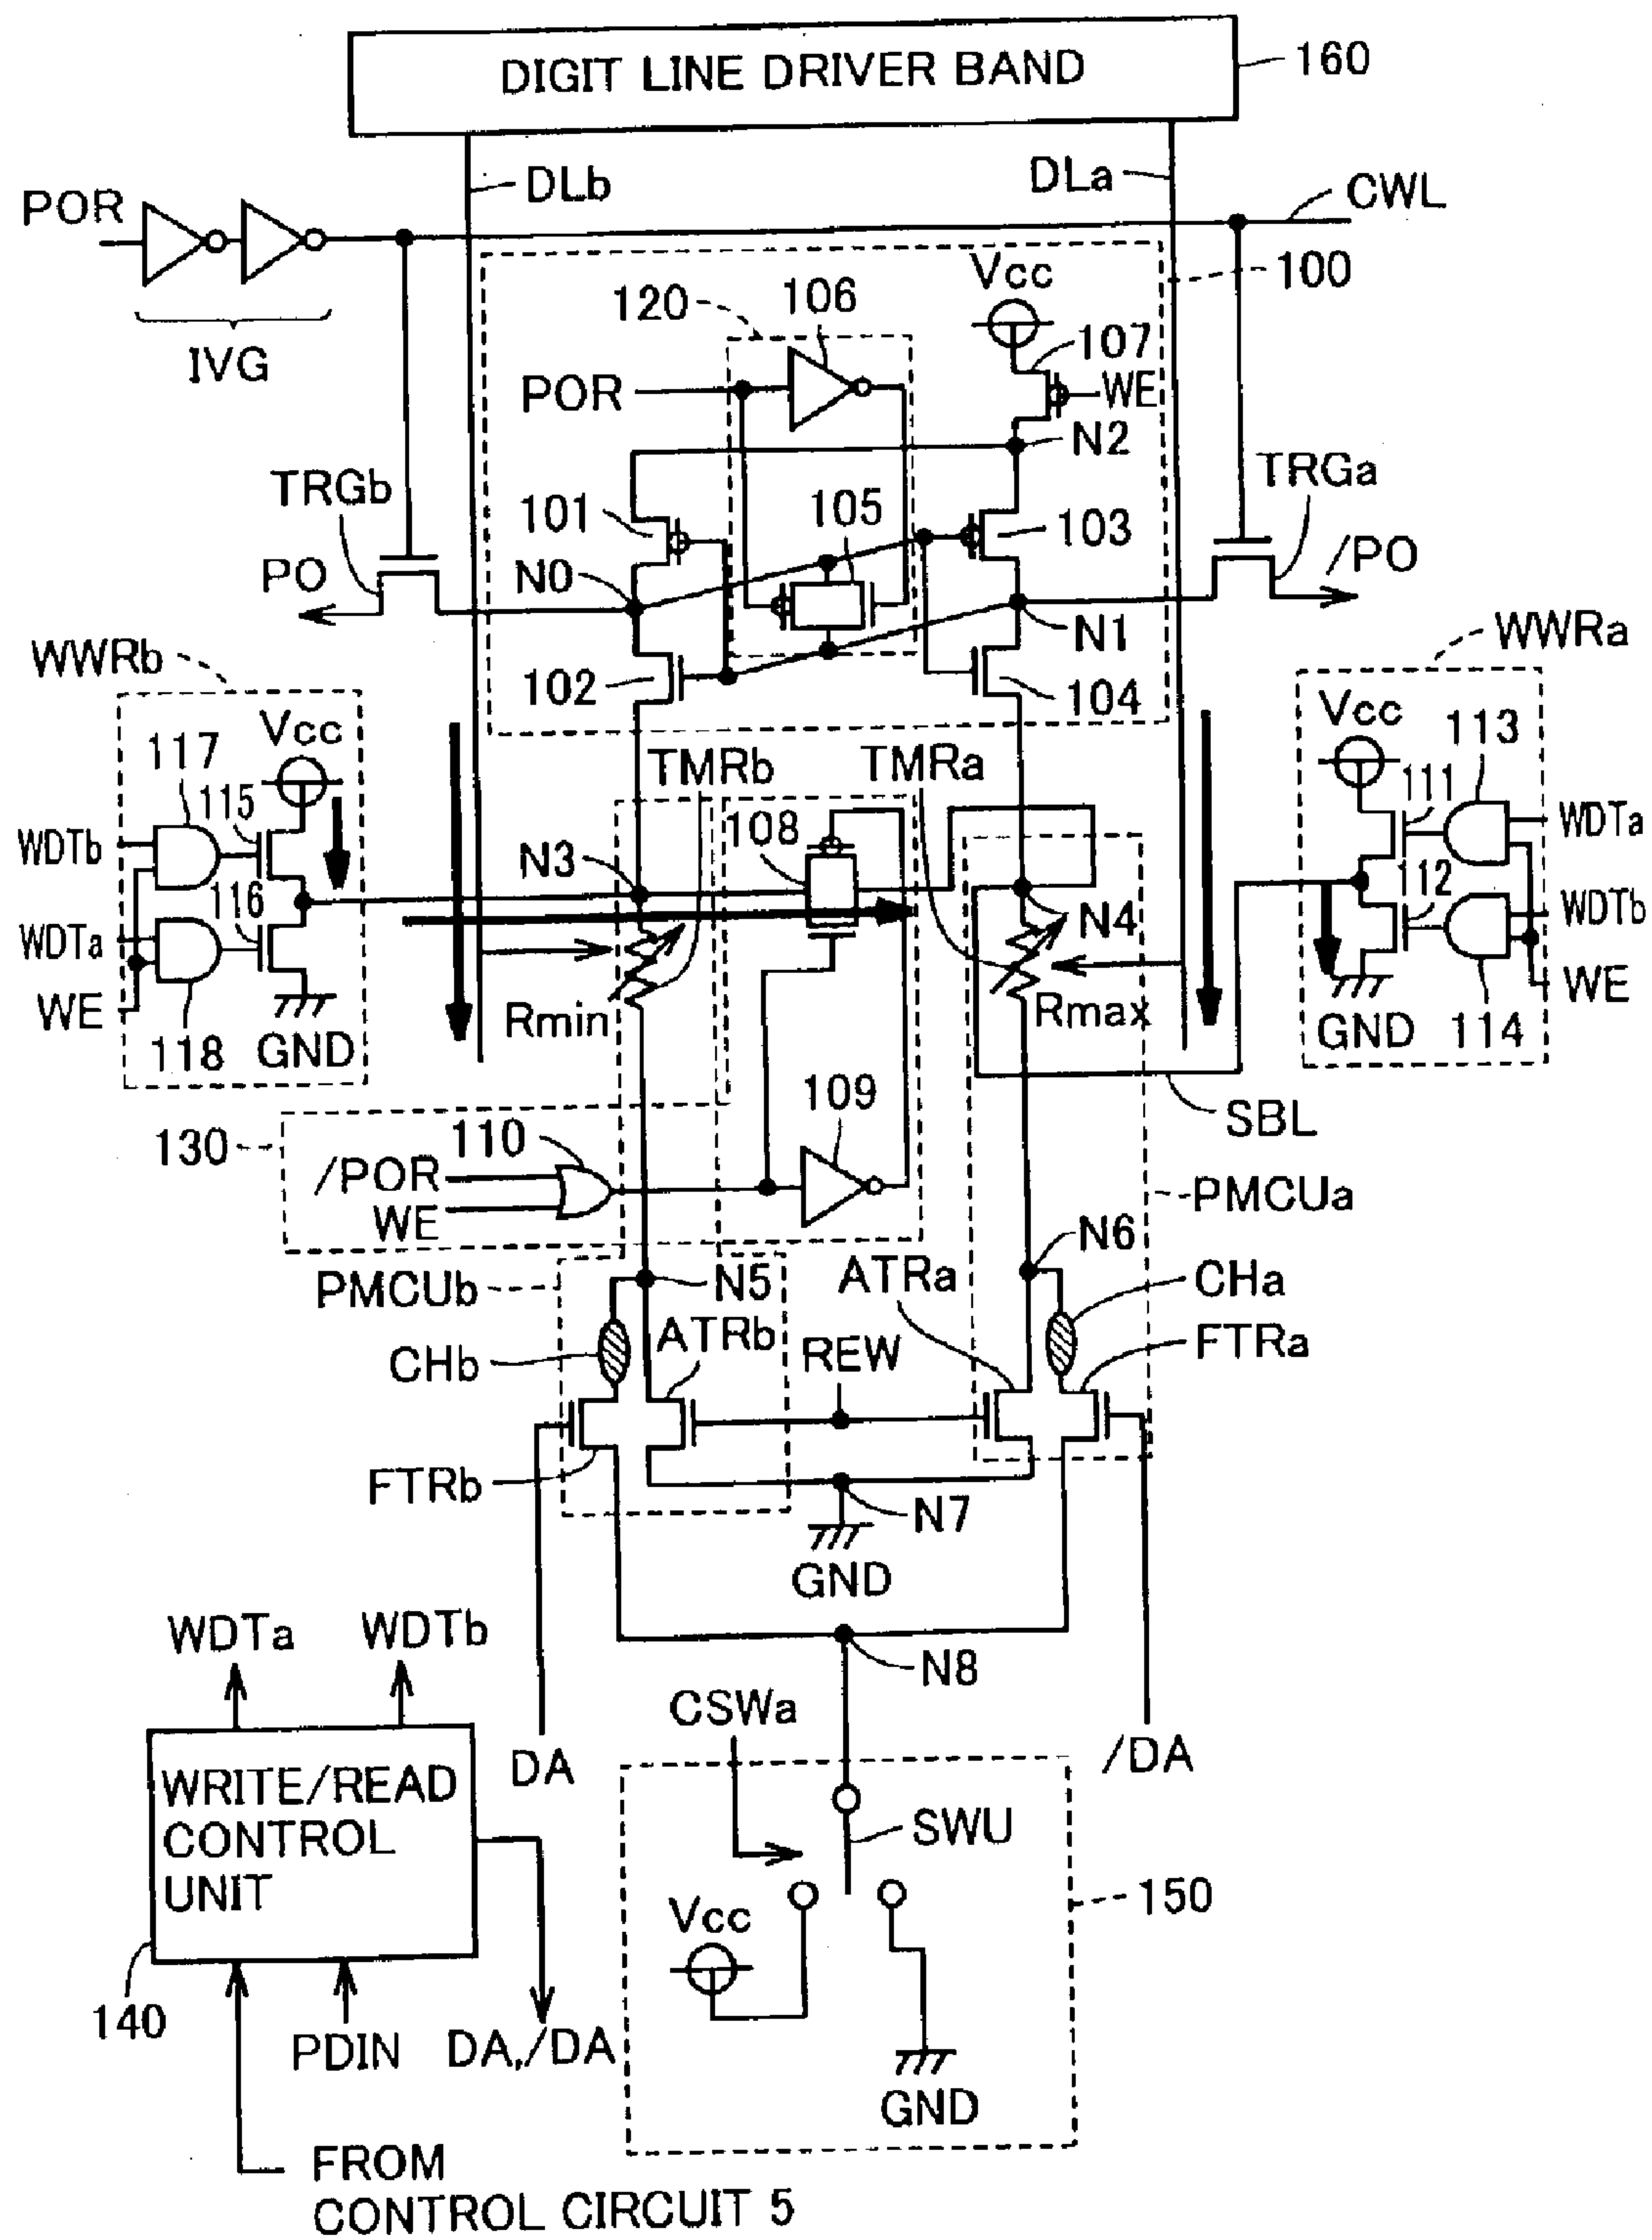 DIGIT LINE DRIVER BAND
160
DLb
DLa
POR
CWL
IVG
Vcc
100
120
106
107
POR
WE
N2
TRGb
TRGa
101
105
103
PO
N0
/PO
N1
WWRb
WWRa
102
104
Vcc
Vcc
117
TMRb
TMRa
113
115
111
WDTb
108
WDTa
N3
116
112
WDTa
N4
WDTb
WE
Rmin
Rmax
WE
118
GND
GND
114
109
SBL
130
110
/POR
WE
PMCUa
N6
PMCUb
N5
ATRa
CHa
ATRb
REW
FTRa
CHb
FTRb
N7
GND
WDTa
WDTb
N8
CSWa
DA
/DA
WRITE/READ
CONTROL
UNIT
SWU
150
Vcc
140
PDIN
DA,/DA
GND
FROM
CONTROL CIRCUIT 5